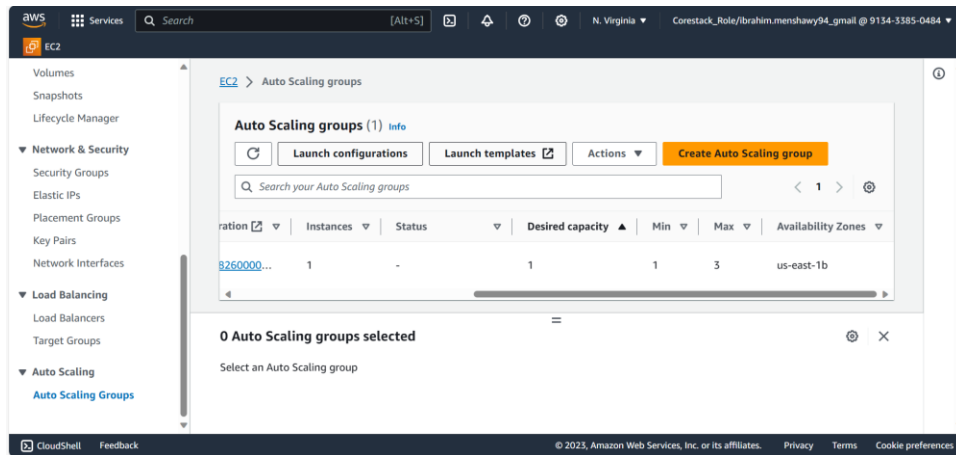 aws Services Search [Alt+S] N. Virginia ▼ Corestack_Role/ibrahim.menshawy94_gmail @ 9134-3385-0484 ▼
EC2
Volumes
Snapshots
Lifecycle Manager
▼ Network & Security
Security Groups
Elastic IPs
Placement Groups
Key Pairs
Network Interfaces
▼ Load Balancing
Load Balancers
Target Groups
▼ Auto Scaling
Auto Scaling Groups
EC2 > Auto Scaling groups
Auto Scaling groups (1) Info
Launch configurations Launch templates Actions ▼ Create Auto Scaling group
Search your Auto Scaling groups < 1 >
ration Instances Status Desired capacity ▲ Min Max Availability Zones
8260000... 1 - 1 1 3 us-east-1b
0 Auto Scaling groups selected
Select an Auto Scaling group
CloudShell Feedback © 2023, Amazon Web Services, Inc. or its affiliates. Privacy Terms Cookie preferences